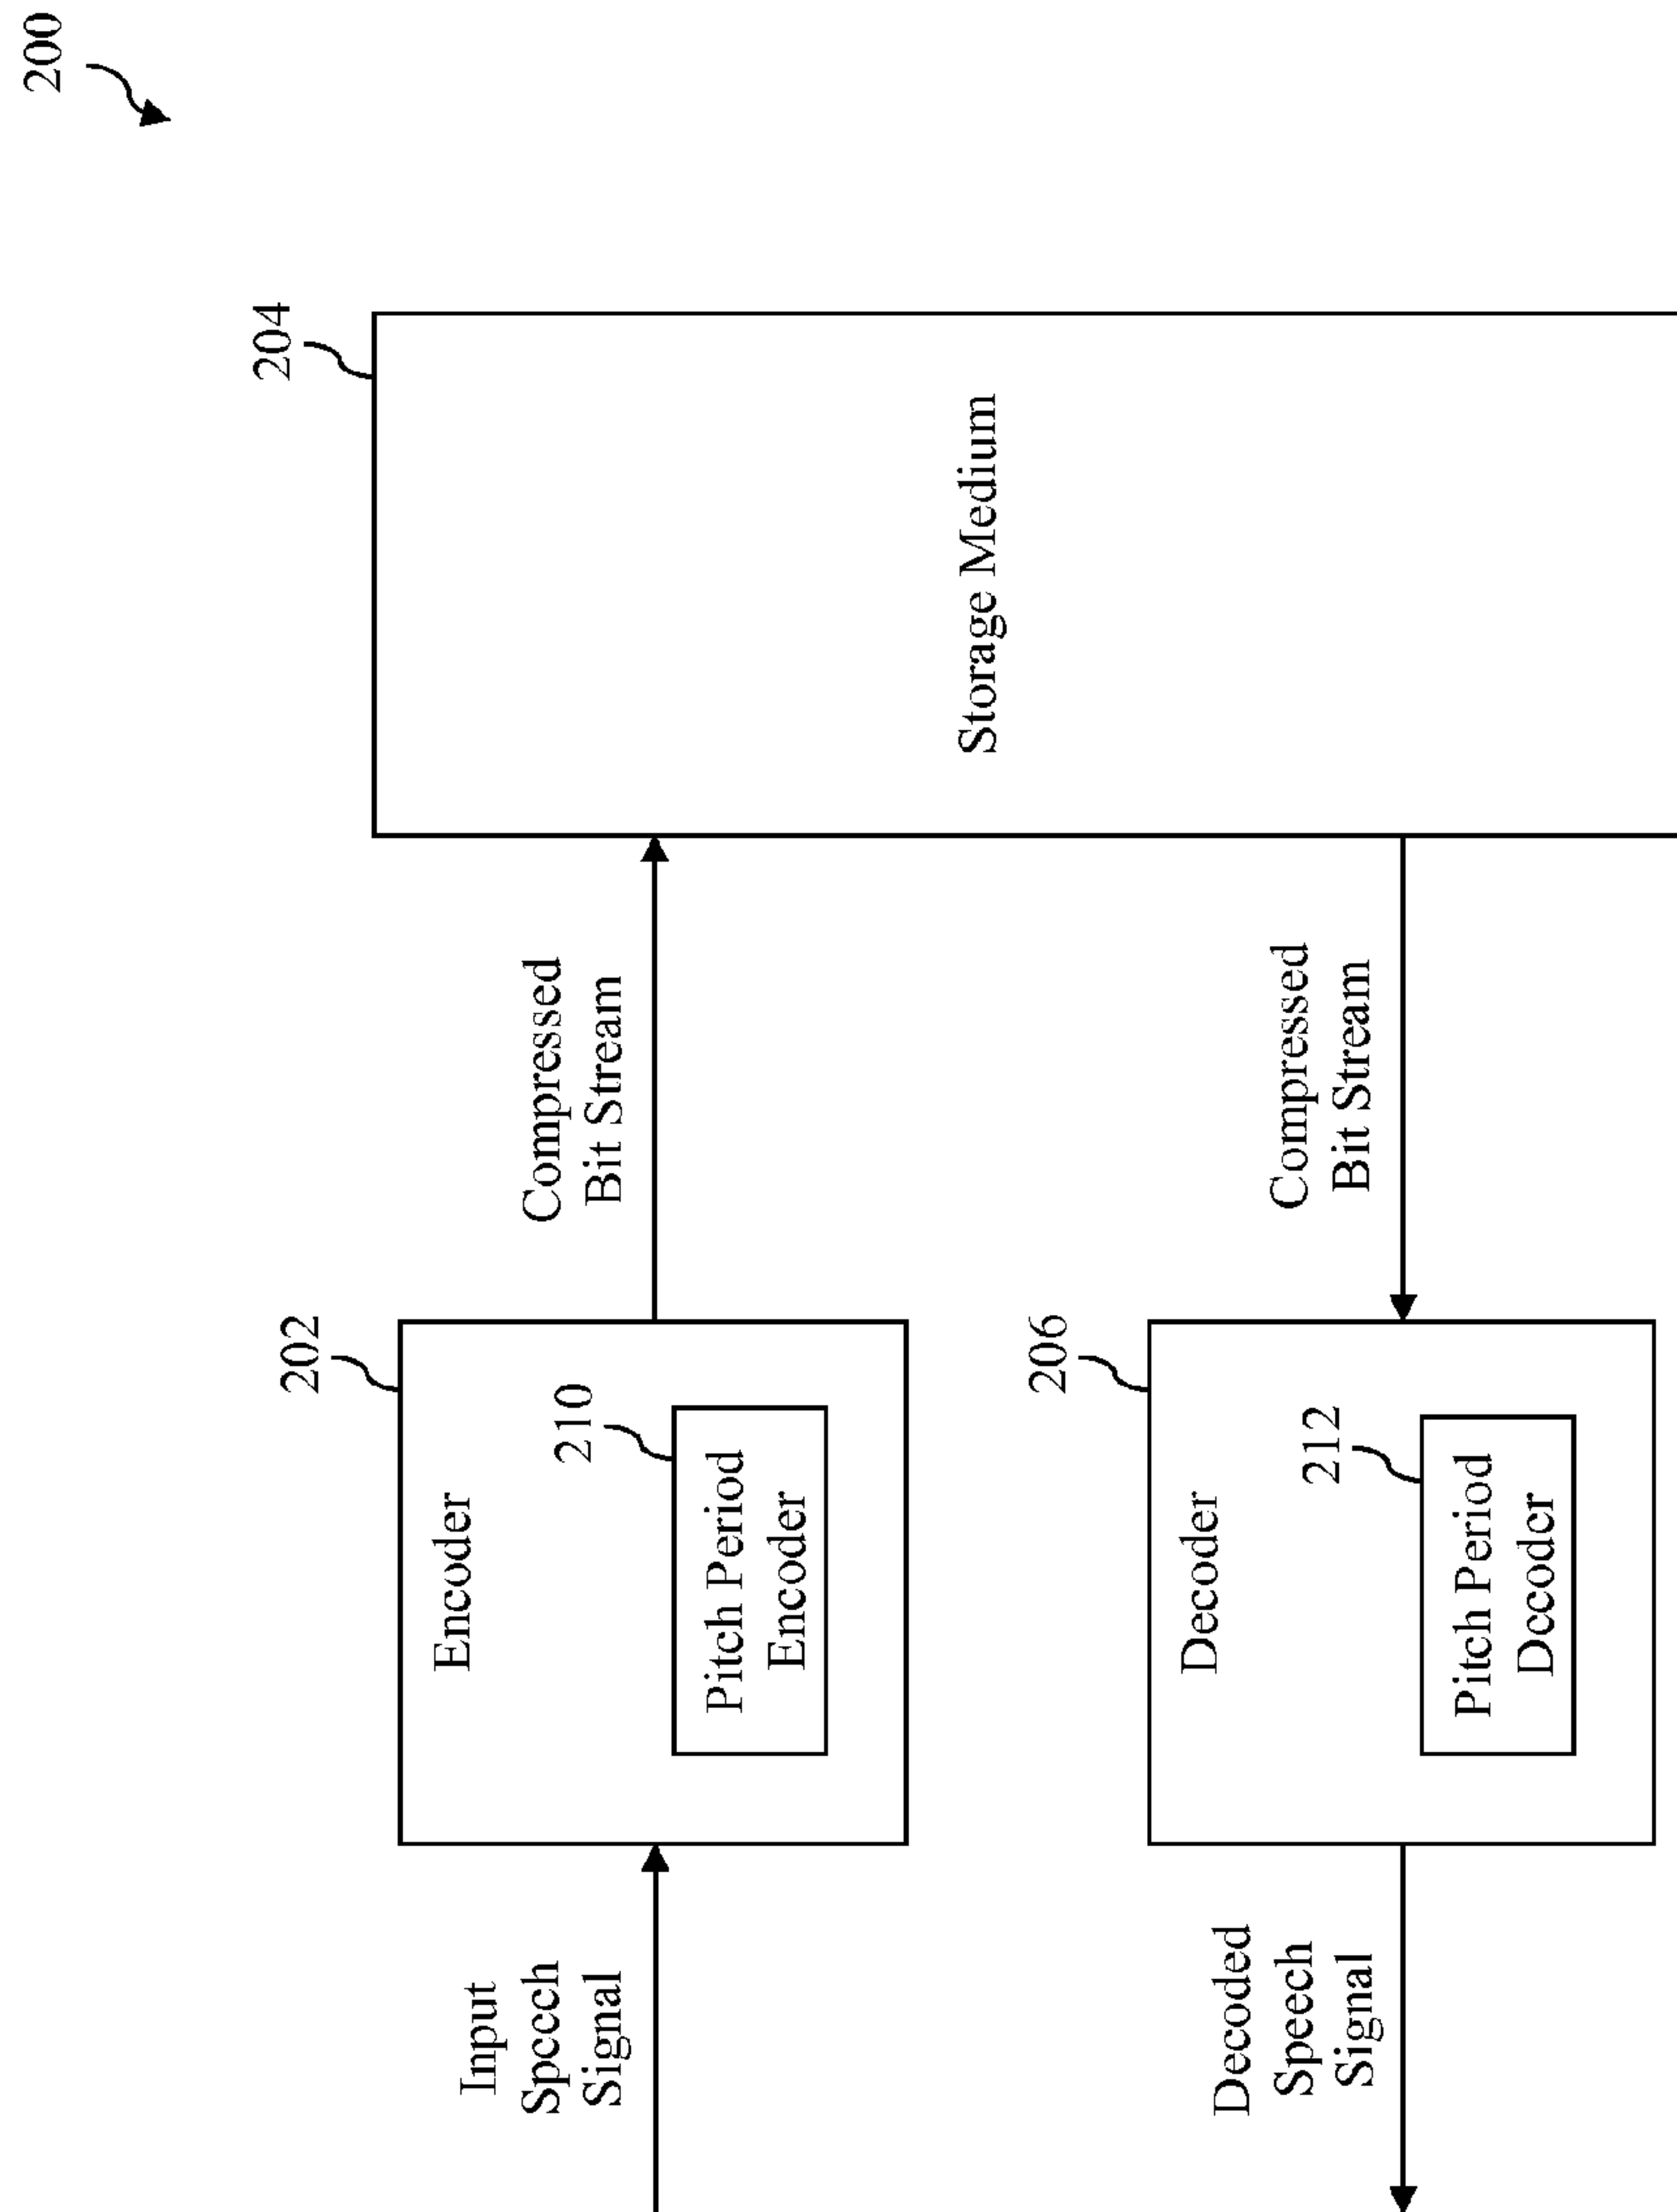 200
204
202
206
210
212
Input
Speech
Signal
Encoder
Pitch Period
Encoder
Compressed
Bit Stream
Storage Medium
Compressed
Bit Stream
Decoder
Pitch Period
Decoder
Decoded
Speech
Signal